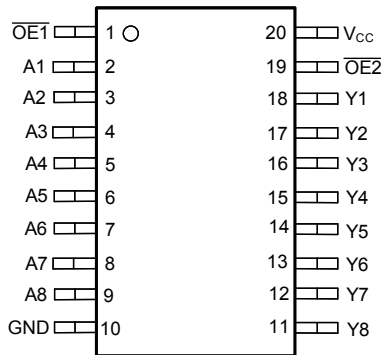 OE1 1 20 VCC
A1 2 19 OE2
A2 3 18 Y1
A3 4 17 Y2
A4 5 16 Y3
A5 6 15 Y4
A6 7 14 Y5
A7 8 13 Y6
A8 9 12 Y7
GND 10 11 Y8